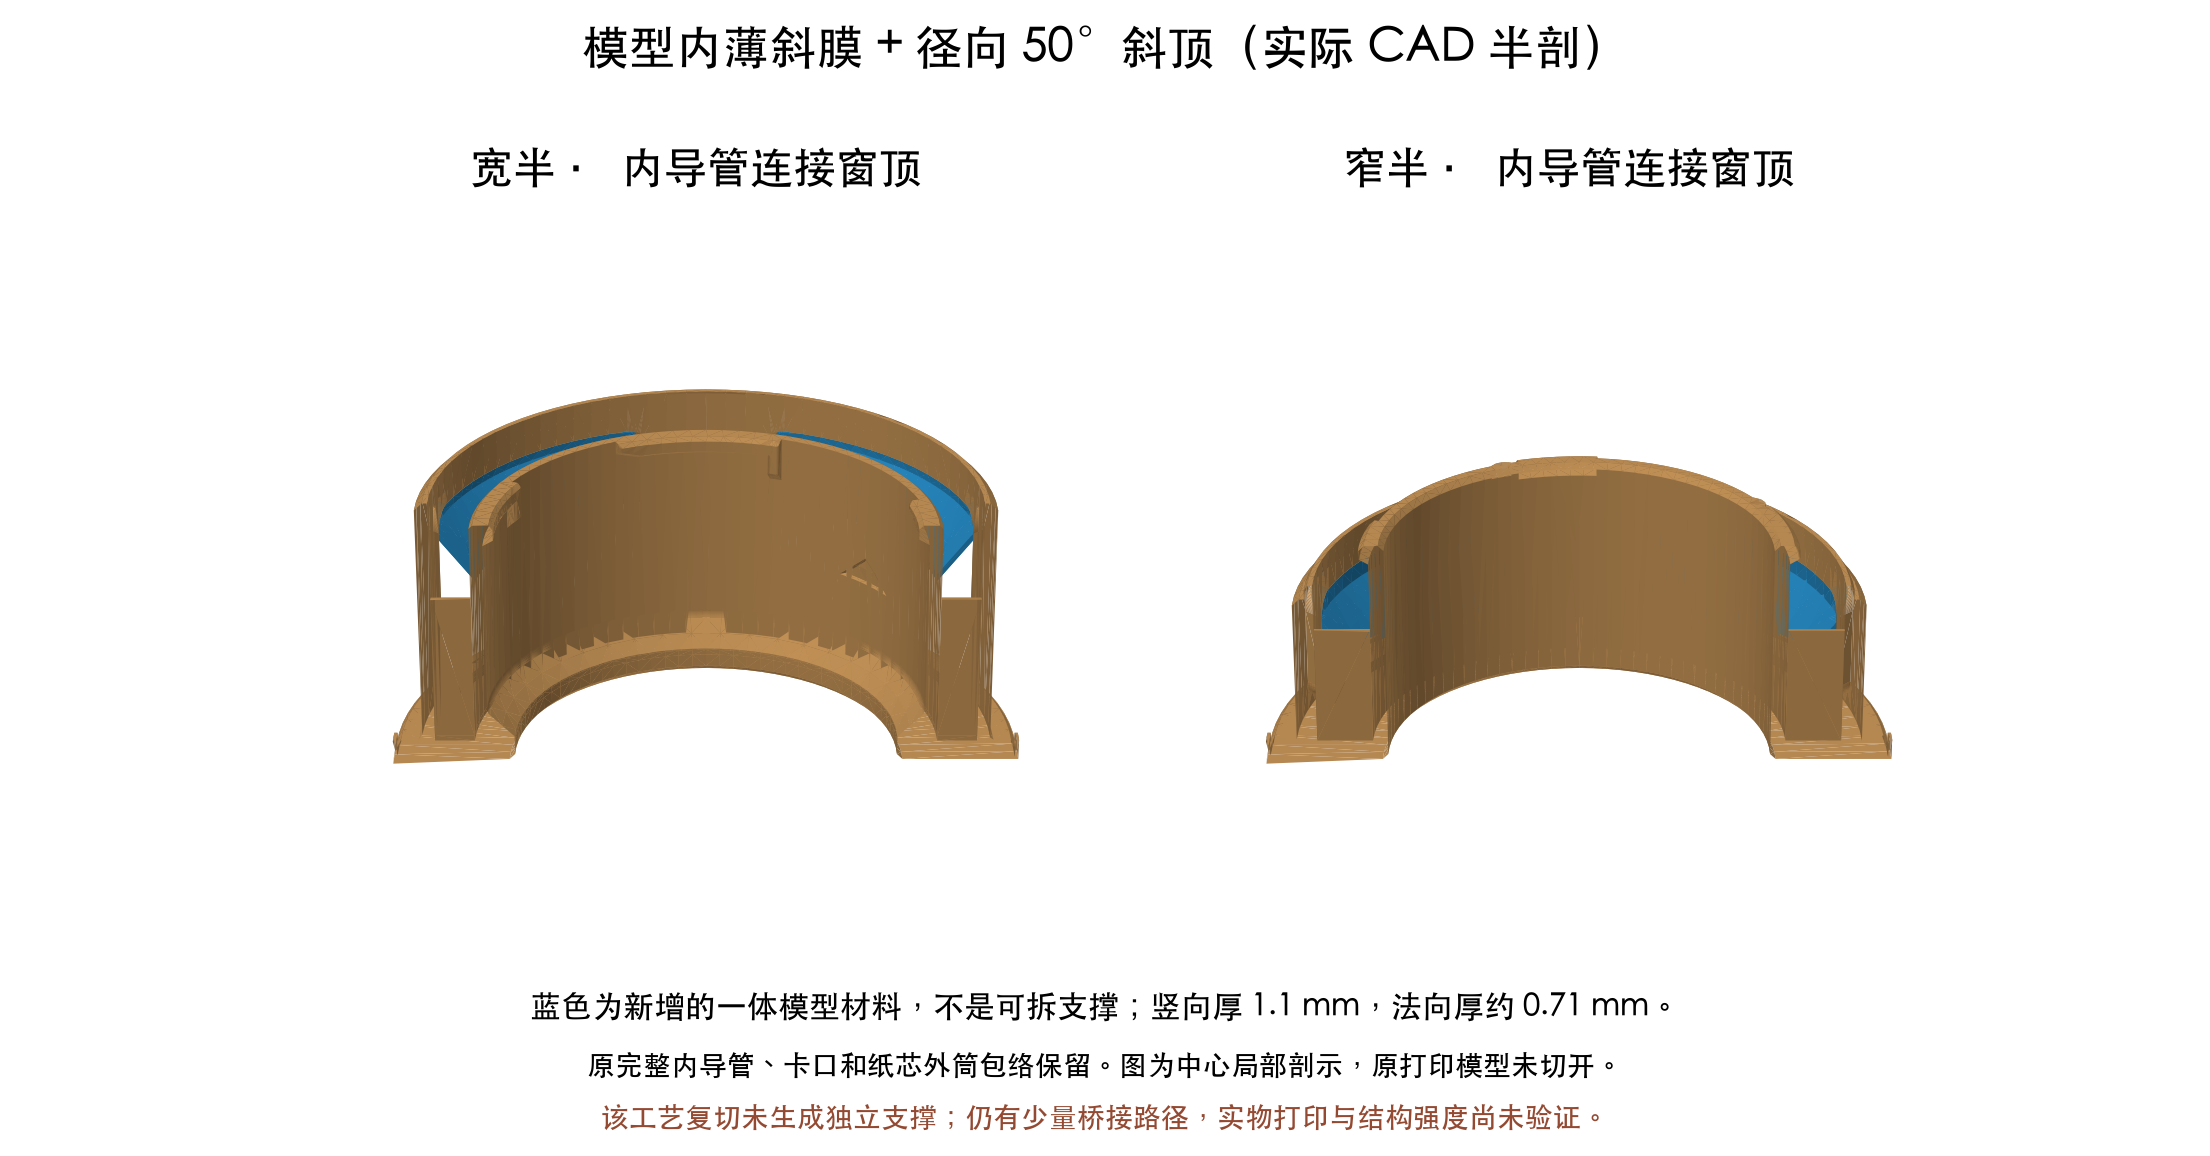 模型内薄斜膜 + 径向 50° 斜顶（实际 CAD 半剖）
宽半 · 内导管连接窗顶
窄半 · 内导管连接窗顶
蓝色为新增的一体模型材料，不是可拆支撑；竖向厚 1.1 mm，法向厚约 0.71 mm。
原完整内导管、卡口和纸芯外筒包络保留。图为中心局部剖示，原打印模型未切开。
该工艺复切未生成独立支撑；仍有少量桥接路径，实物打印与结构强度尚未验证。